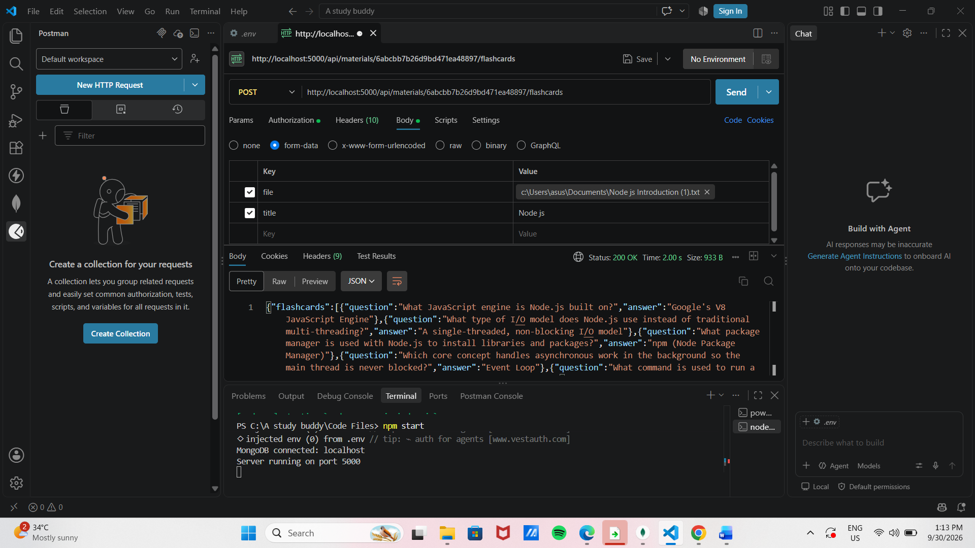 File Edit Selection View Go Run Terminal Help
A study buddy
Sign In
Postman
.env
http://localhos...
Default workspace
New HTTP Request
Filter
Create a collection for your requests
A collection lets you group related requests
and easily set common authorization, tests,
scripts, and variables for all requests in it.
Create Collection
http://localhost:5000/api/materials/6abcbb7b26d9bd471ea48897/flashcards
Save
No Environment
POST
http://localhost:5000/api/materials/6abcbb7b26d9bd471ea48897/flashcards
Send
Params Authorization Headers (10) Body Scripts Settings
Code Cookies
none form-data x-www-form-urlencoded raw binary GraphQL
Key Value
file c:\Users\asus\Documents\Node js Introduction (1).txt
title Node js
Key Value
Body Cookies Headers (9) Test Results
Status: 200 OK Time: 2.00 s Size: 933 B
Pretty Raw Preview JSON
1 {"flashcards":[{"question":"What JavaScript engine is Node.js built on?","answer":"Google's V8
JavaScript Engine"},{"question":"What type of I/O model does Node.js use instead of traditional
multi-threading?","answer":"A single-threaded, non-blocking I/O model"},{"question":"What package
manager is used with Node.js to install libraries and packages?","answer":"npm (Node Package
Manager)"},{"question":"Which core concept handles asynchronous work in the background so the
main thread is never blocked?","answer":"Event Loop"},{"question":"What command is used to run a
Problems Output Debug Console Terminal Ports Postman Console
PS C:\A study buddy\Code Files> npm start
injected env (0) from .env // tip: ~ auth for agents [www.vestauth.com]
MongoDB connected: localhost
Server running on port 5000
pow...
node...
Chat
Build with Agent
AI responses may be inaccurate
Generate Agent Instructions to onboard AI
onto your codebase.
.env
Describe what to build
Agent Models
Local Default permissions
0 0
2
34°C
Mostly sunny
Search
ENG
US
1:13 PM
9/30/2026